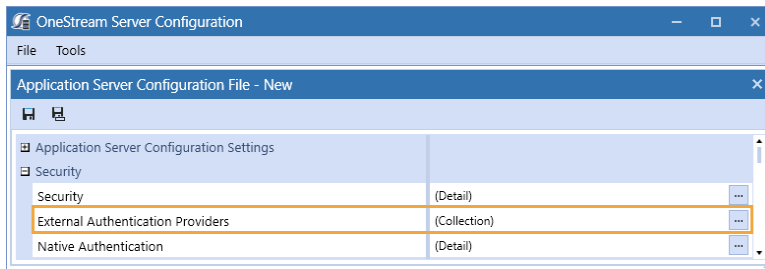 OneStream Server Configuration
File Tools
Application Server Configuration File - New
Application Server Configuration Settings
Security
Security (Detail) ...
External Authentication Providers (Collection) ...
Native Authentication (Detail) ...